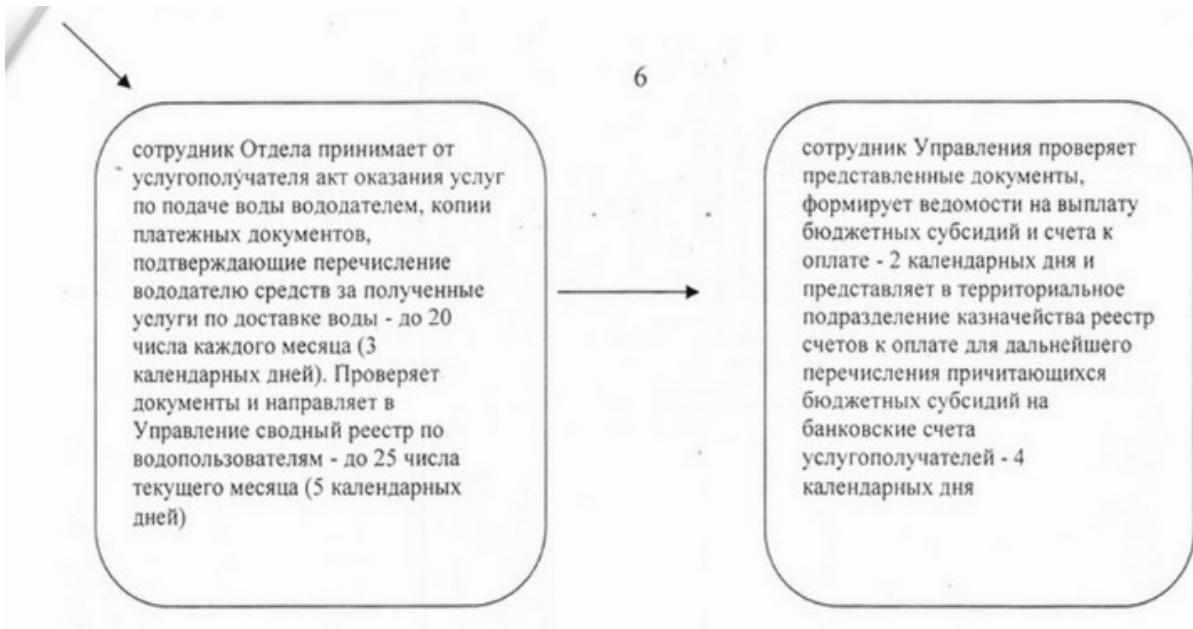 6
сотрудник Отдела принимает от
услугополучателя акт оказания услуг
по подаче воды вододателем, копии
платежных документов,
подтверждающие перечисление
вододателю средств за полученные
услуги по доставке воды - до 20
числа каждого месяца (3
календарных дней). Проверяет
документы и направляет в
Управление сводный реестр по
водопользователям - до 25 числа
текущего месяца (5 календарных
дней)
сотрудник Управления проверяет
представленные документы,
формирует ведомости на выплату
бюджетных субсидий и счета к
оплате - 2 календарных дня и
представляет в территориальное
подразделение казначейства реестр
счетов к оплате для дальнейшего
перечисления причитающихся
бюджетных субсидий на
банковские счета
услугополучателей - 4
календарных дня